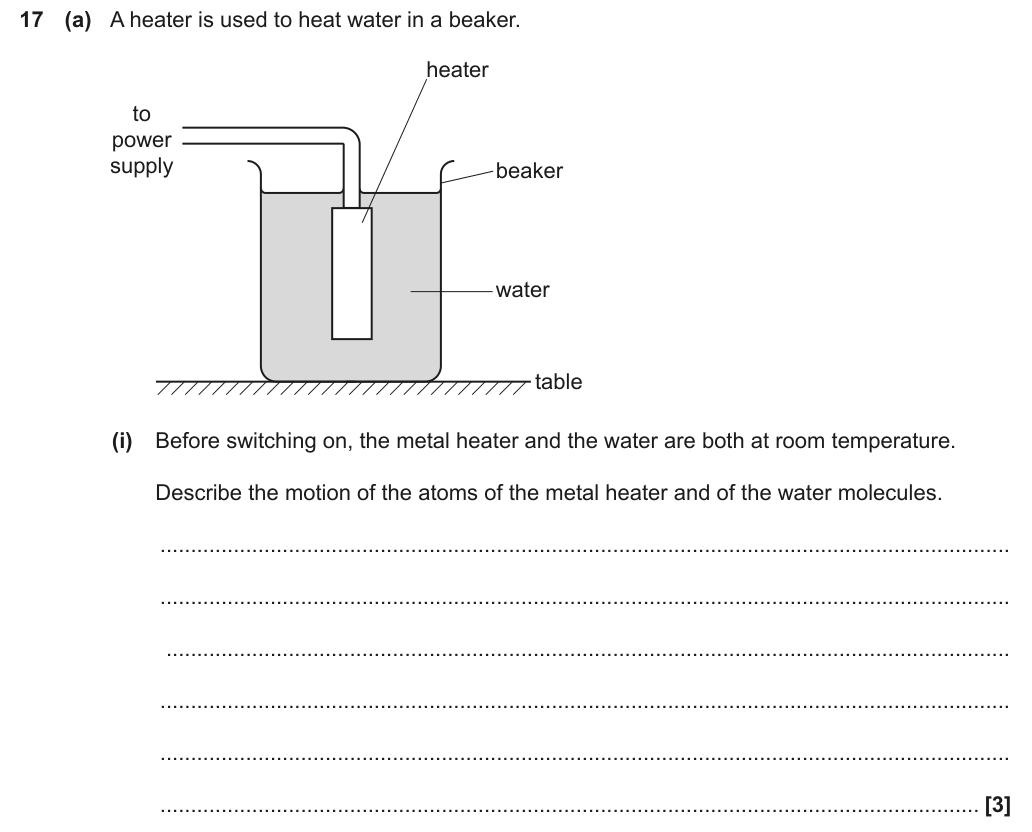 17 (a) A heater is used to heat water in a beaker.
heater
to
power
supply
beaker
water
table
(i) Before switching on, the metal heater and the water are both at room temperature.
Describe the motion of the atoms of the metal heater and of the water molecules.
[3]